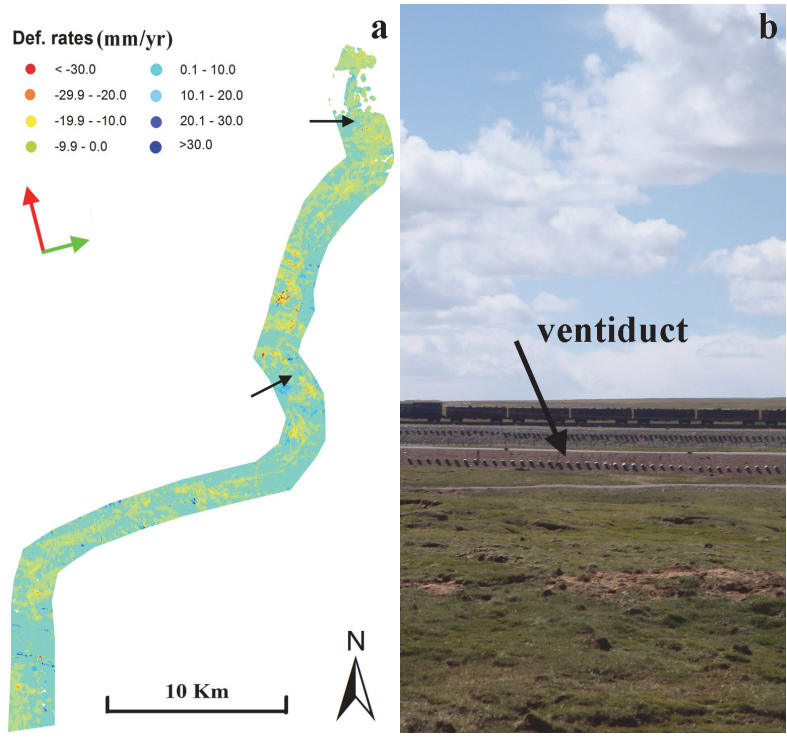 a
Def. rates (mm/yr)
< -30.0
-29.9 - -20.0
-19.9 - -10.0
-9.9 - 0.0
0.1 - 10.0
10.1 - 20.0
20.1 - 30.0
>30.0
N
10 Km
b
ventiduct